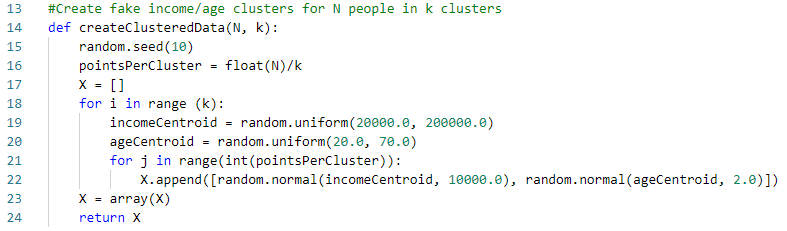 13 #Create fake income/age clusters for N people in k clusters
14 def createClusteredData(N, k):
15     random.seed(10)
16     pointsPerCluster = float(N)/k
17     X = []
18     for i in range (k):
19         incomeCentroid = random.uniform(20000.0, 200000.0)
20         ageCentroid = random.uniform(20.0, 70.0)
21         for j in range(int(pointsPerCluster)):
22             X.append([random.normal(incomeCentroid, 10000.0), random.normal(ageCentroid, 2.0)])
23     X = array(X)
24     return X